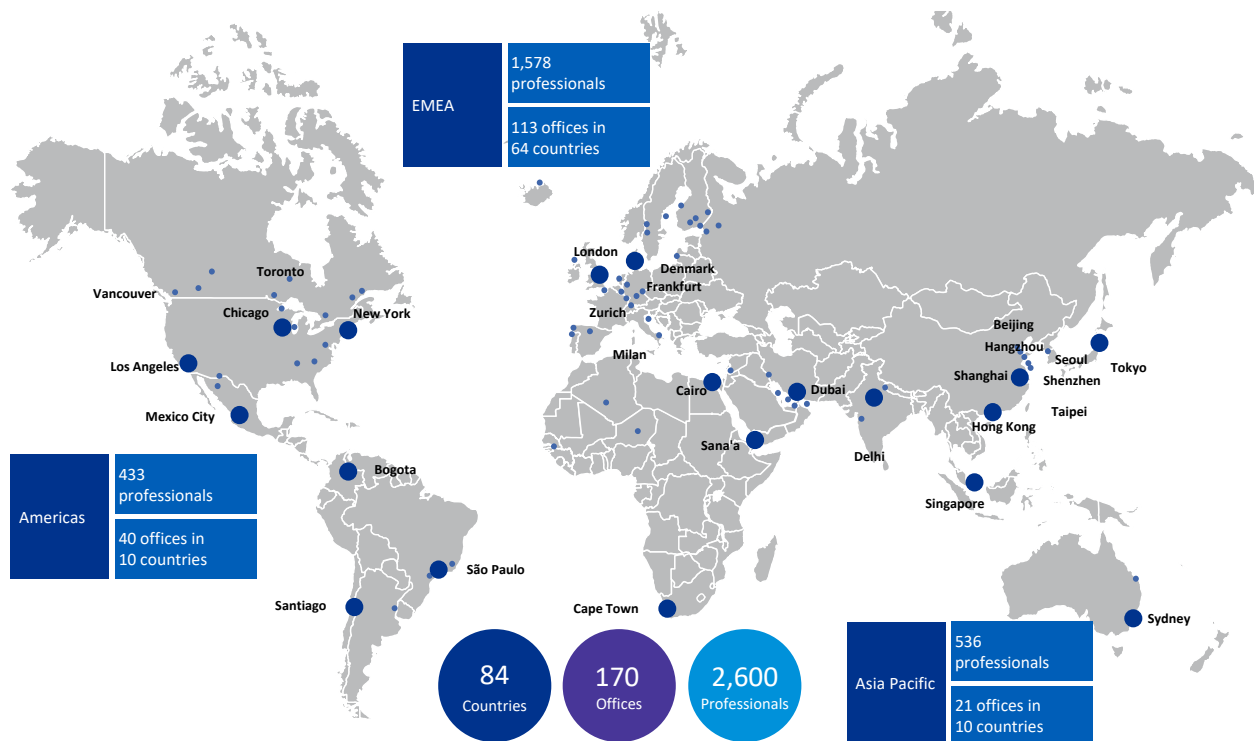 EMEA
1,578
professionals
113 offices in
64 countries
London
Denmark
Frankfurt
Zurich
Milan
Toronto
Vancouver
Chicago
New York
Los Angeles
Mexico City
Beijing
Hangzhou
Seoul
Tokyo
Shanghai
Shenzhen
Cairo
Dubai
Taipei
Hong Kong
Sana'a
Delhi
Singapore
Bogota
Americas
433
professionals
40 offices in
10 countries
São Paulo
Santiago
Cape Town
Sydney
84
Countries
170
Offices
2,600
Professionals
Asia Pacific
536
professionals
21 offices in
10 countries